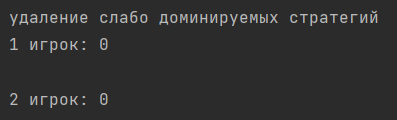 удаление слабо доминируемых стратегий
1 игрок: 0
2 игрок: 0